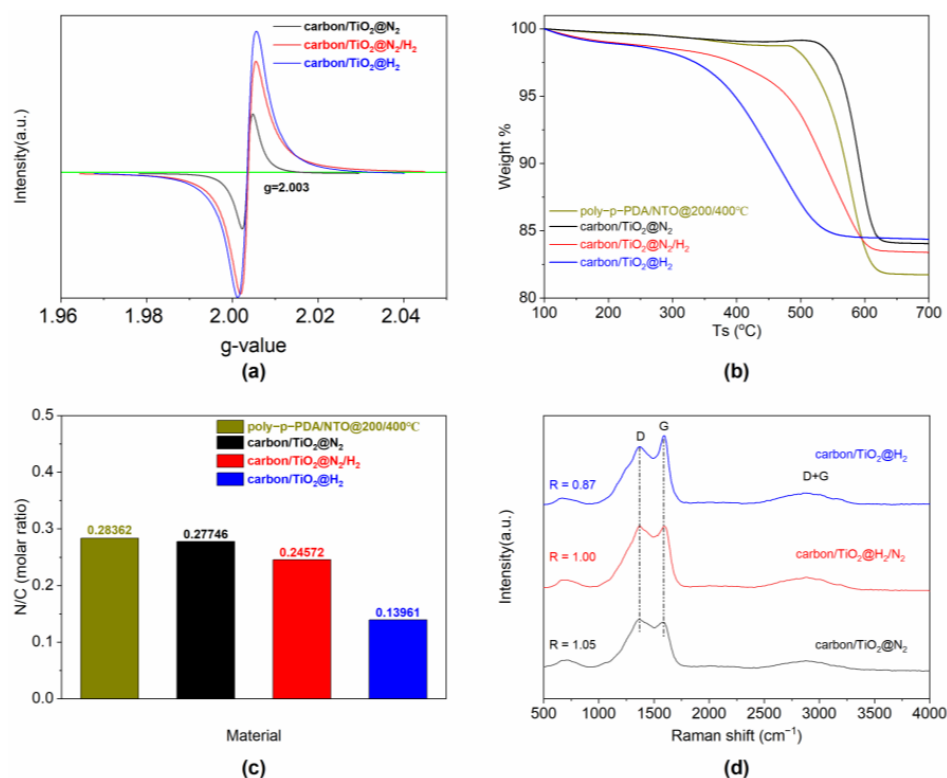 carbon/TiO₂@N₂
carbon/TiO₂@N₂/H₂
carbon/TiO₂@H₂
Intensity(a.u.)
g=2.003
1.96 1.98 2.00 2.02 2.04
g-value
(a)
100
95
90
85
80
Weight %
poly−p−PDA/NTO@200/400℃
carbon/TiO₂@N₂
carbon/TiO₂@N₂/H₂
carbon/TiO₂@H₂
100 200 300 400 500 600 700
Ts (°C)
(b)
0.5
0.4
0.3
0.2
0.1
0.0
N/C (molar ratio)
poly−p−PDA/NTO@200/400℃
carbon/TiO₂@N₂
carbon/TiO₂@N₂/H₂
carbon/TiO₂@H₂
0.28362
0.27746
0.24572
0.13961
Material
(c)
Intensity(a.u.)
D G
carbon/TiO₂@H₂
R = 0.87
D+G
R = 1.00
carbon/TiO₂@H₂/N₂
R = 1.05
carbon/TiO₂@N₂
500 1000 1500 2000 2500 3000 3500 4000
Raman shift (cm⁻¹)
(d)